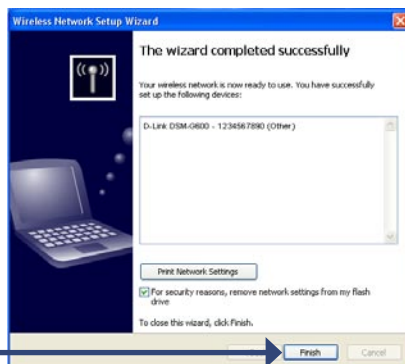 Wireless Network Setup Wizard
The wizard completed successfully
Your wireless network is now ready to use. You have successfully
set up the following devices:
D-Link DSM-G600 - 1234567890 (Other)
Print Network Settings
For security reasons, remove network settings from my flash
drive
To close this wizard, click Finish.
Finish
Cancel